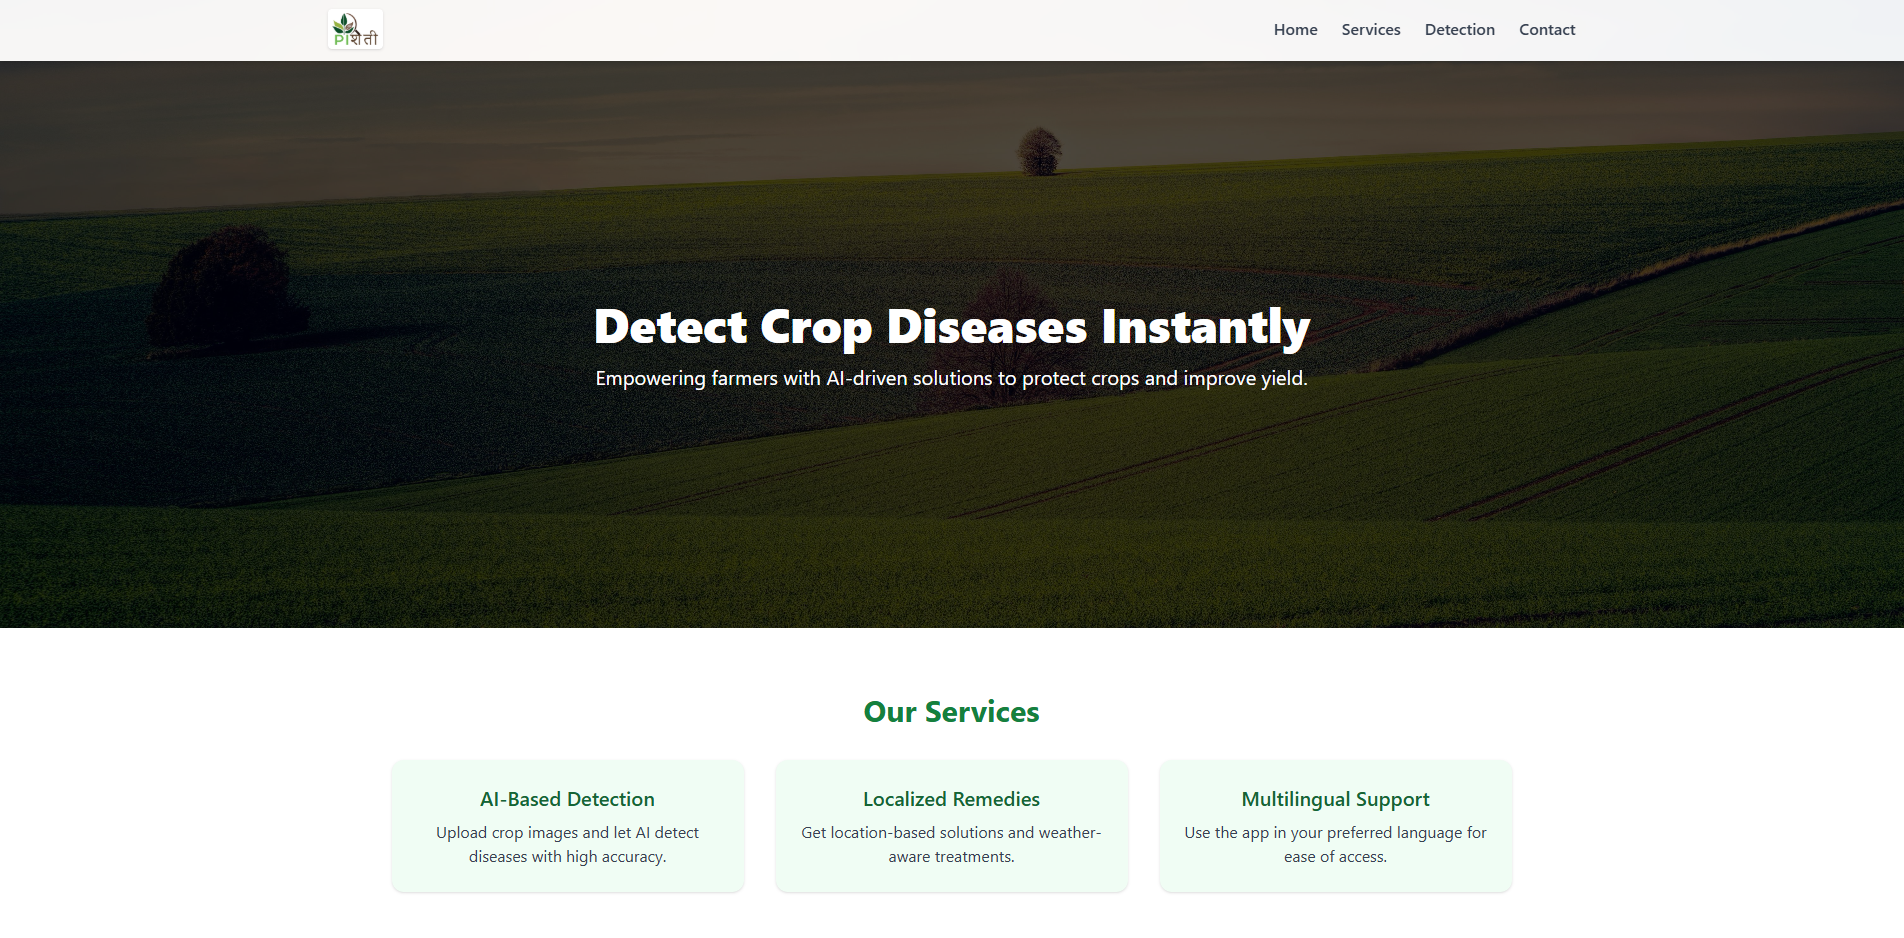 PIशेती
Home Services Detection Contact
Detect Crop Diseases Instantly
Empowering farmers with AI-driven solutions to protect crops and improve yield.
Our Services
AI-Based Detection
Upload crop images and let AI detect
diseases with high accuracy.
Localized Remedies
Get location-based solutions and weather-
aware treatments.
Multilingual Support
Use the app in your preferred language for
ease of access.